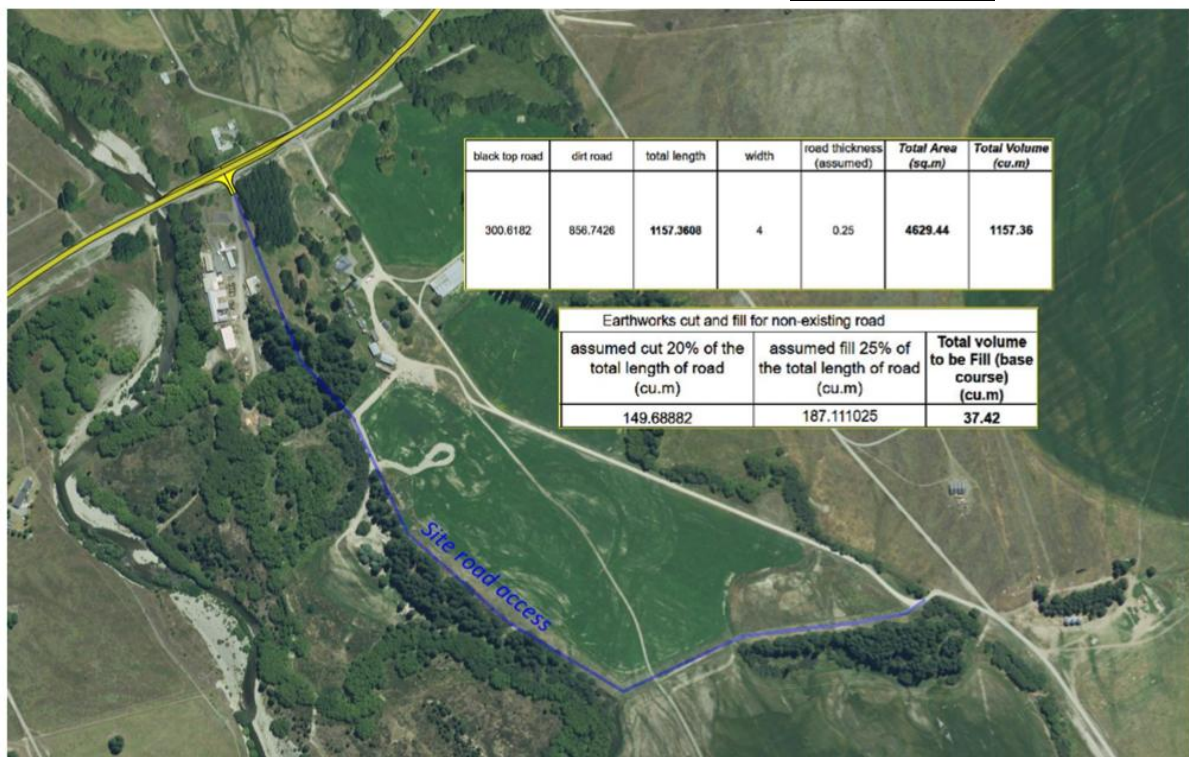 black top road
dirt road
total length
width
road thickness
(assumed)
Total Area
(sq.m)
Total Volume
(cu.m)
300.6182
856.7426
1157.3608
4
0.25
4629.44
1157.36
Earthworks cut and fill for non-existing road
assumed cut 20% of the
total length of road
(cu.m)
assumed fill 25% of
the total length of road
(cu.m)
Total volume
to be Fill (base
course)
(cu.m)
149.68882
187.111025
37.42
Site road access